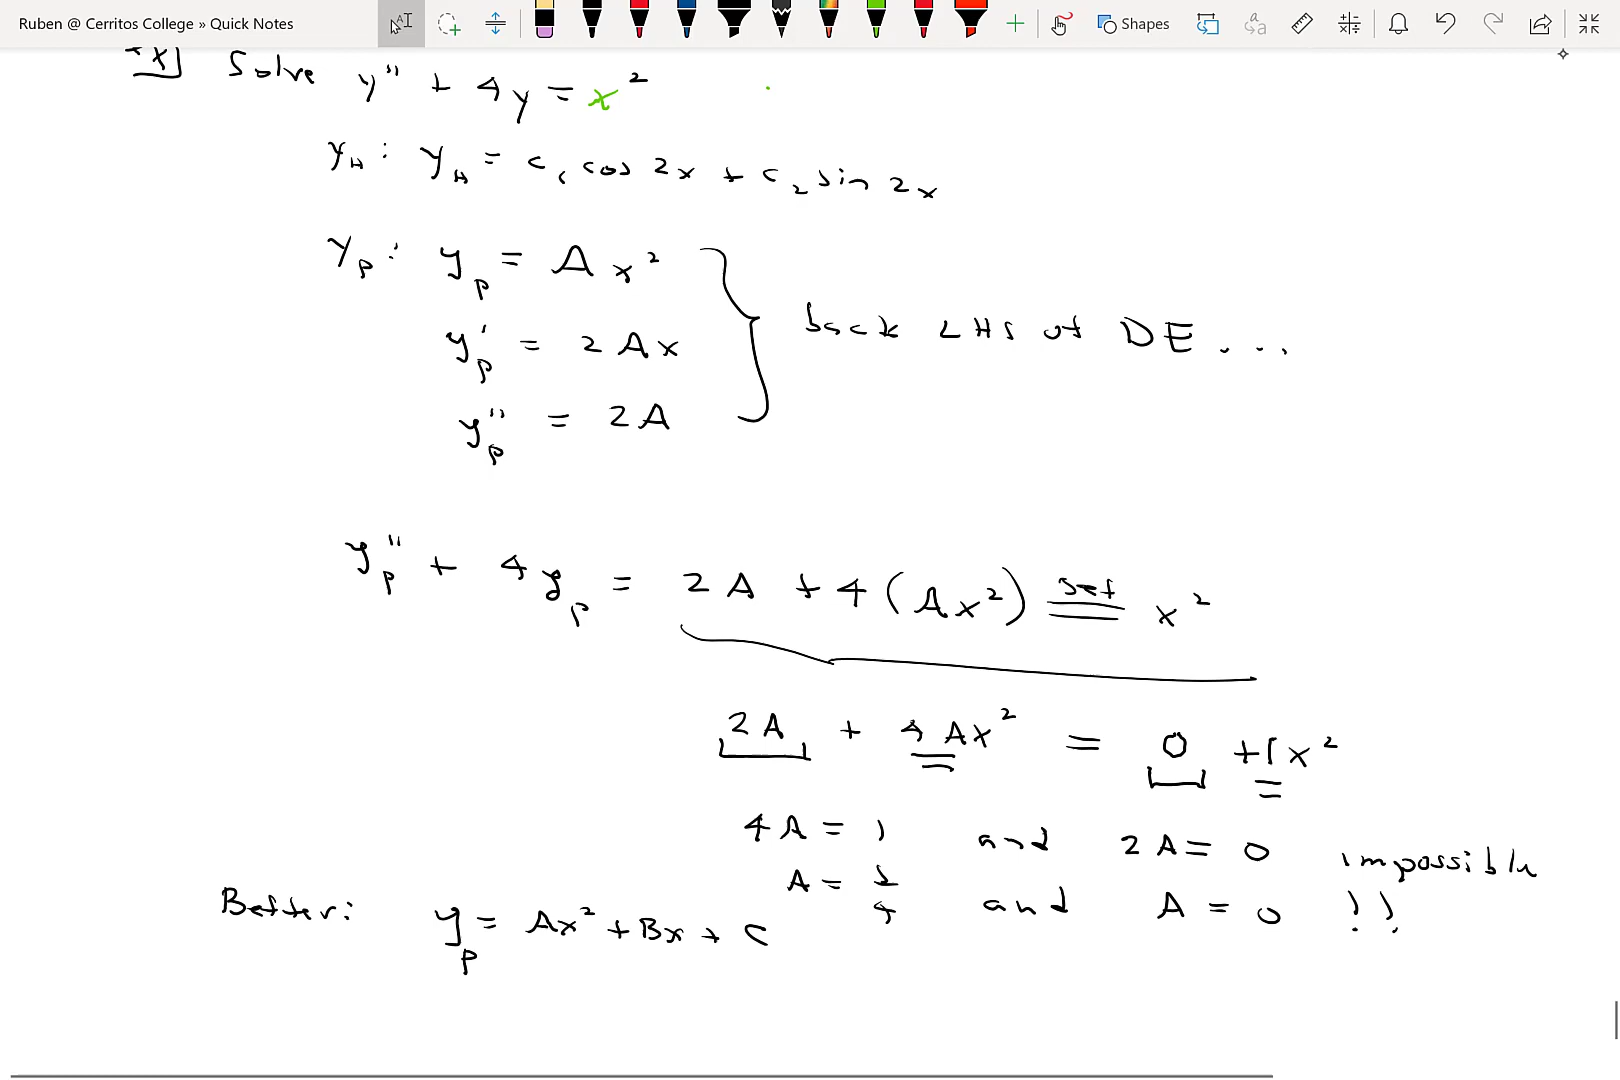 Ruben @ Cerritos College » Quick Notes
Shapes
Solve y'' + 4y = x²
y_H : y_H = c₁ cos 2x + c₂ sin 2x
y_p : y_p = A x²
y_p' = 2Ax
back LHS of DE ...
y_p'' = 2A
y_p'' + 4y_p = 2A + 4(Ax²) set x²
2A + 4Ax² = 0 + 1x²
4A = 1 and 2A = 0 impossible
A = 1/4 and A = 0 !!
Better: y_p = Ax² + Bx + C